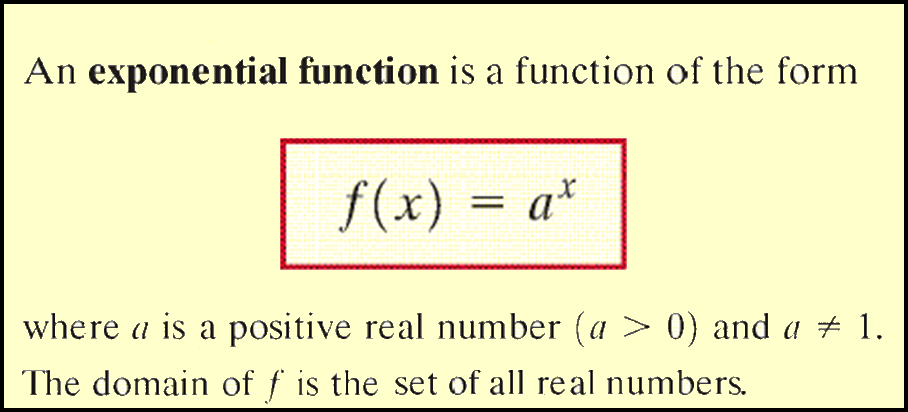 An exponential function is a function of the form
f(x) = aˣ
where a is a positive real number (a > 0) and a ≠ 1.
The domain of f is the set of all real numbers.